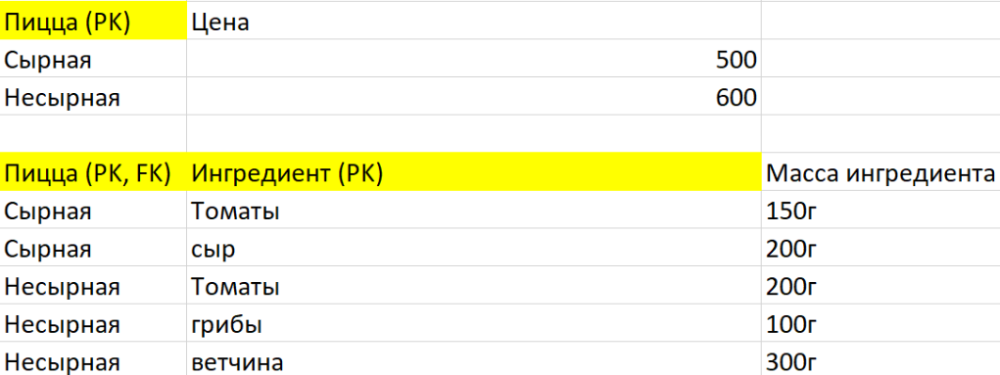 Пицца (PK) Цена
Сырная 500
Несырная 600
Пицца (PK, FK) Ингредиент (PK) Масса ингредиента
Сырная Томаты 150г
Сырная сыр 200г
Несырная Томаты 200г
Несырная грибы 100г
Несырная ветчина 300г